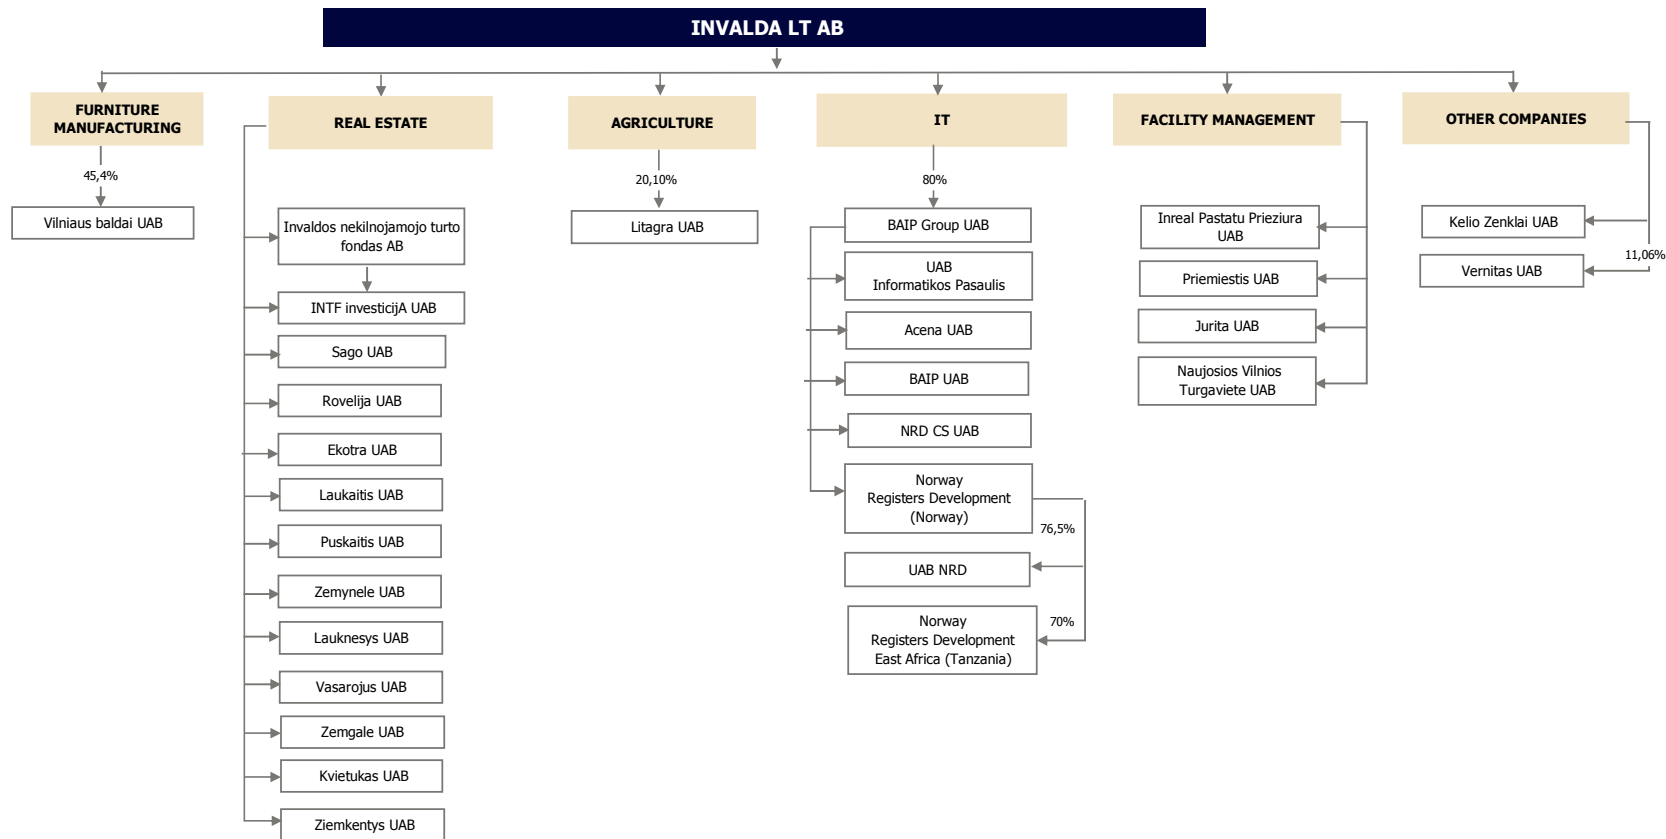 INVALDA LT AB
FURNITURE
MANUFACTURING
45,4%
Vilniaus baldai UAB
REAL ESTATE
Invaldos nekilnojamojo turto
fondas AB
INTF investicijA UAB
Sago UAB
Rovelija UAB
Ekotra UAB
Laukaitis UAB
Puskaitis UAB
Zemynele UAB
Lauknesys UAB
Vasarojus UAB
Zemgale UAB
Kvietukas UAB
Ziemkentys UAB
AGRICULTURE
20,10%
Litagra UAB
IT
80%
BAIP Group UAB
UAB
Informatikos Pasaulis
Acena UAB
BAIP UAB
NRD CS UAB
Norway
Registers Development
(Norway)
76,5%
UAB NRD
70%
Norway
Registers Development
East Africa (Tanzania)
FACILITY MANAGEMENT
Inreal Pastatu Prieziura
UAB
Priemiestis UAB
Jurita UAB
Naujosios Vilnios
Turgaviete UAB
OTHER COMPANIES
Kelio Zenklai UAB
11,06%
Vernitas UAB